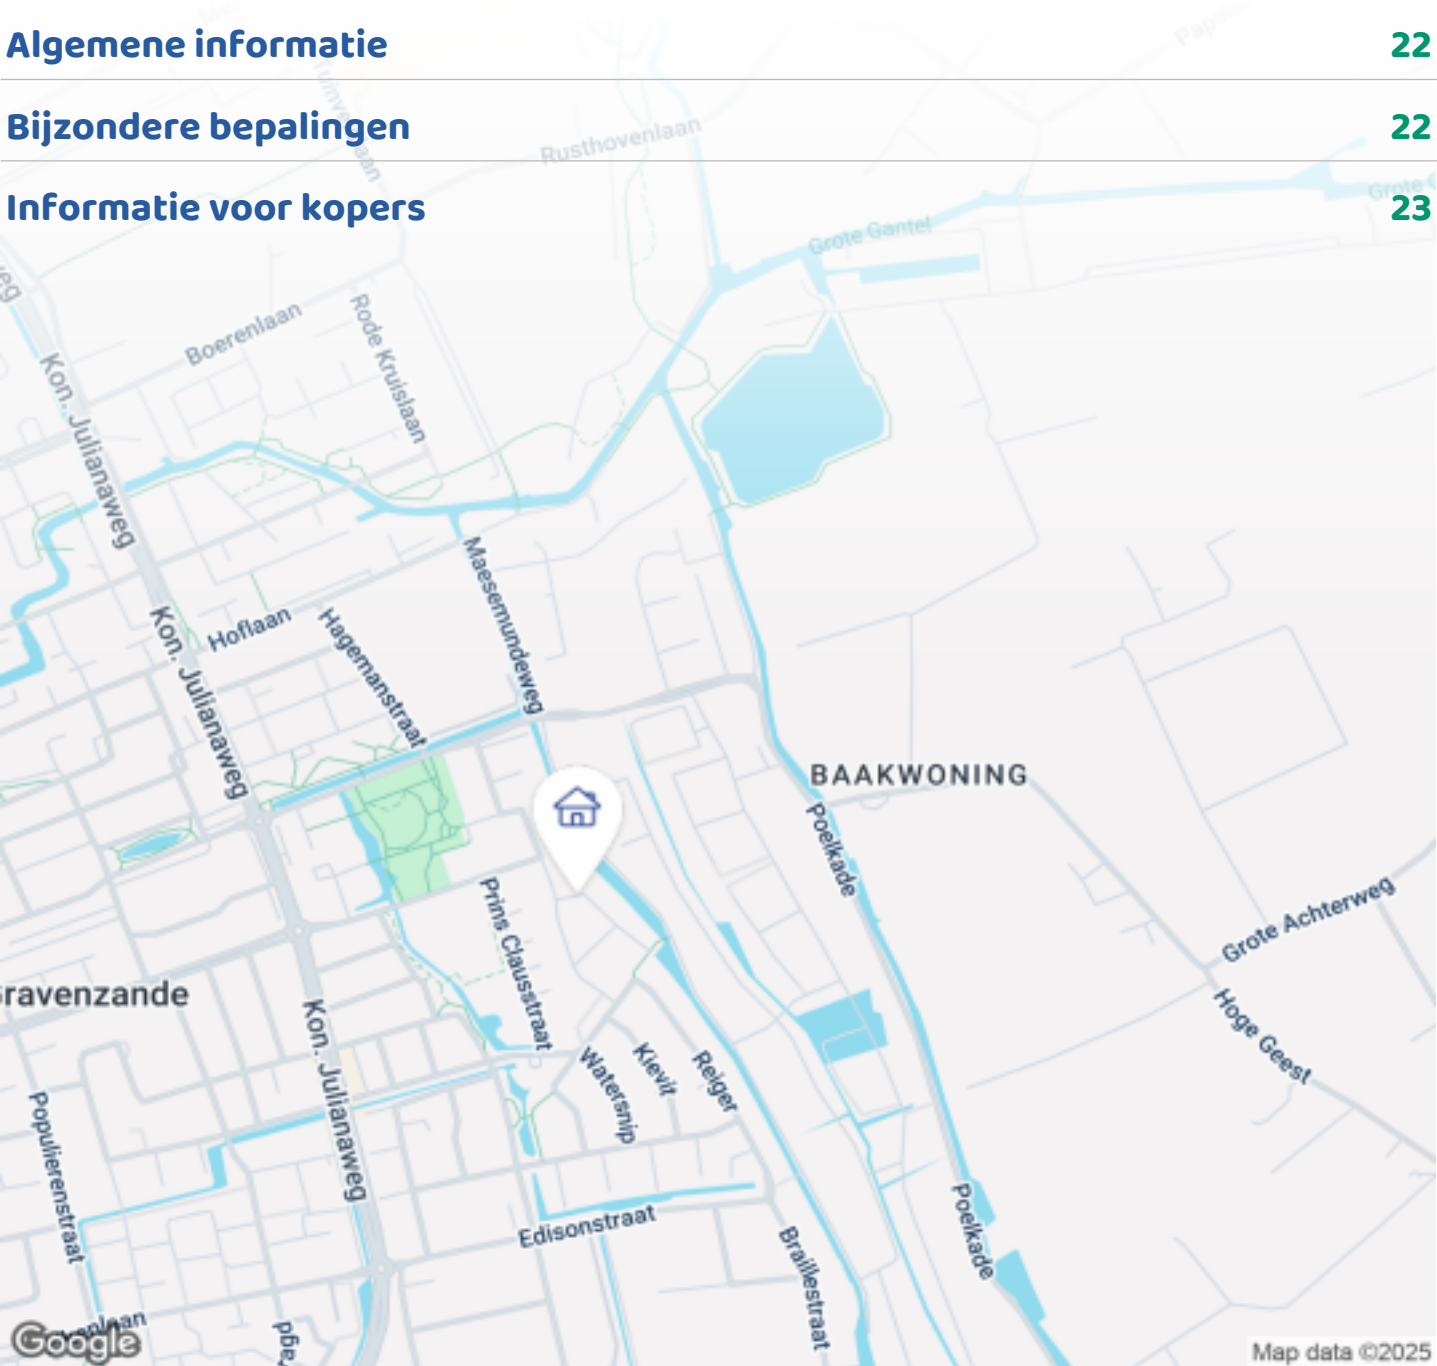 Algemene informatie 22
Bijzondere bepalingen 22
Informatie voor kopers 23
Rusthovenlaan
Grote Gantel
Boerenlaan
Rode Kruislaan
Kon. Julianaweg
Maesemundeweg
Hoflaan
Hagemanstraat
Kon. Julianaweg
BAAKWONING
Poelkade
Prins Clausstraat
Grote Achterweg
ravenzande
Hoge Geest
Kon. Julianaweg
Watersnip
Kievit
Reiger
Populierenstraat
Edisonstraat
Poelkade
Braillestraat
Google
Map data ©2025